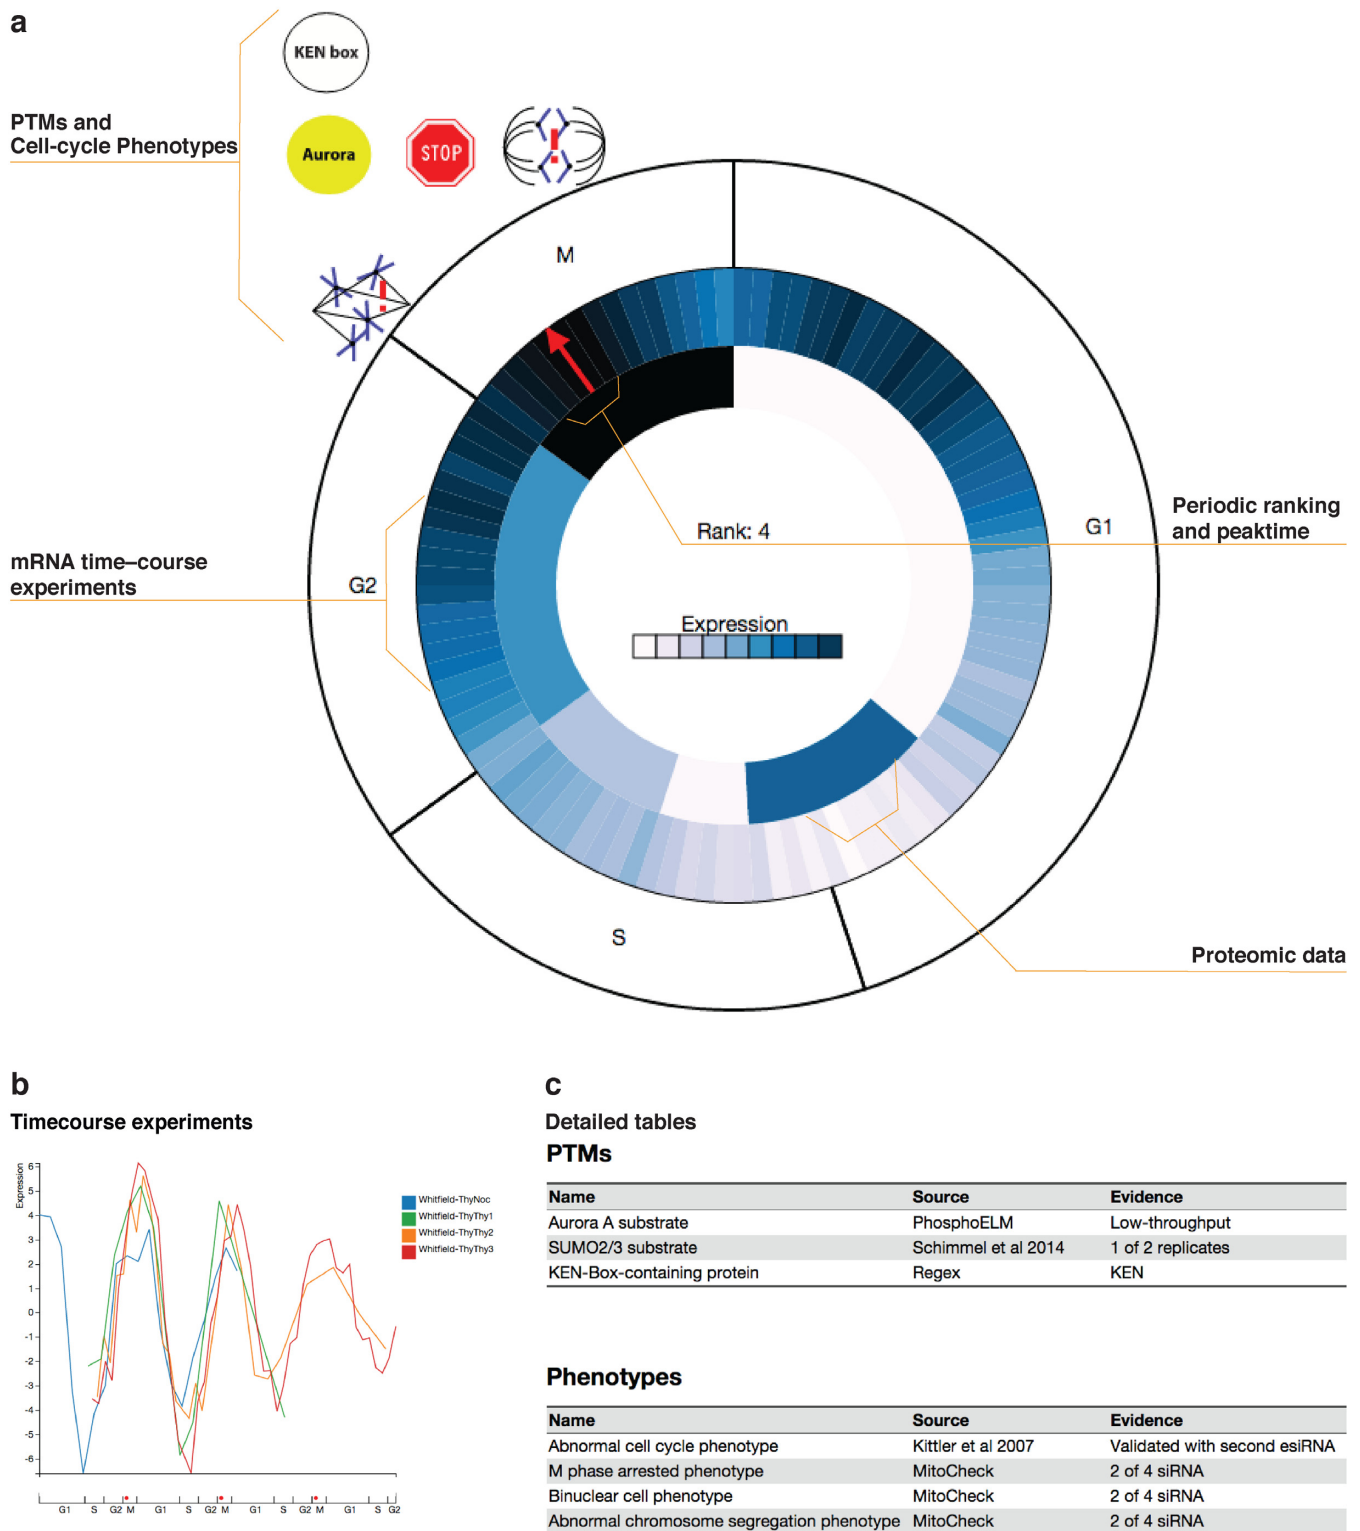 a
KEN box
PTMs and
Cell-cycle Phenotypes
Aurora
STOP
M
Rank: 4
G1
Periodic ranking
and peaktime
mRNA time–course
experiments
G2
Expression
S
Proteomic data
b
Timecourse experiments
Expression
6
5
4
3
2
1
0
-1
-2
-3
-4
-5
-6
G1 S G2 M G1 S G2 M G1 S G2 M G1 S G2
Whitfield-ThyNoc
Whitfield-ThyThy1
Whitfield-ThyThy2
Whitfield-ThyThy3
c
Detailed tables
PTMs
Name Source Evidence
Aurora A substrate PhosphoELM Low-throughput
SUMO2/3 substrate Schimmel et al 2014 1 of 2 replicates
KEN-Box-containing protein Regex KEN
Phenotypes
Name Source Evidence
Abnormal cell cycle phenotype Kittler et al 2007 Validated with second esiRNA
M phase arrested phenotype MitoCheck 2 of 4 siRNA
Binuclear cell phenotype MitoCheck 2 of 4 siRNA
Abnormal chromosome segregation phenotype MitoCheck 2 of 4 siRNA